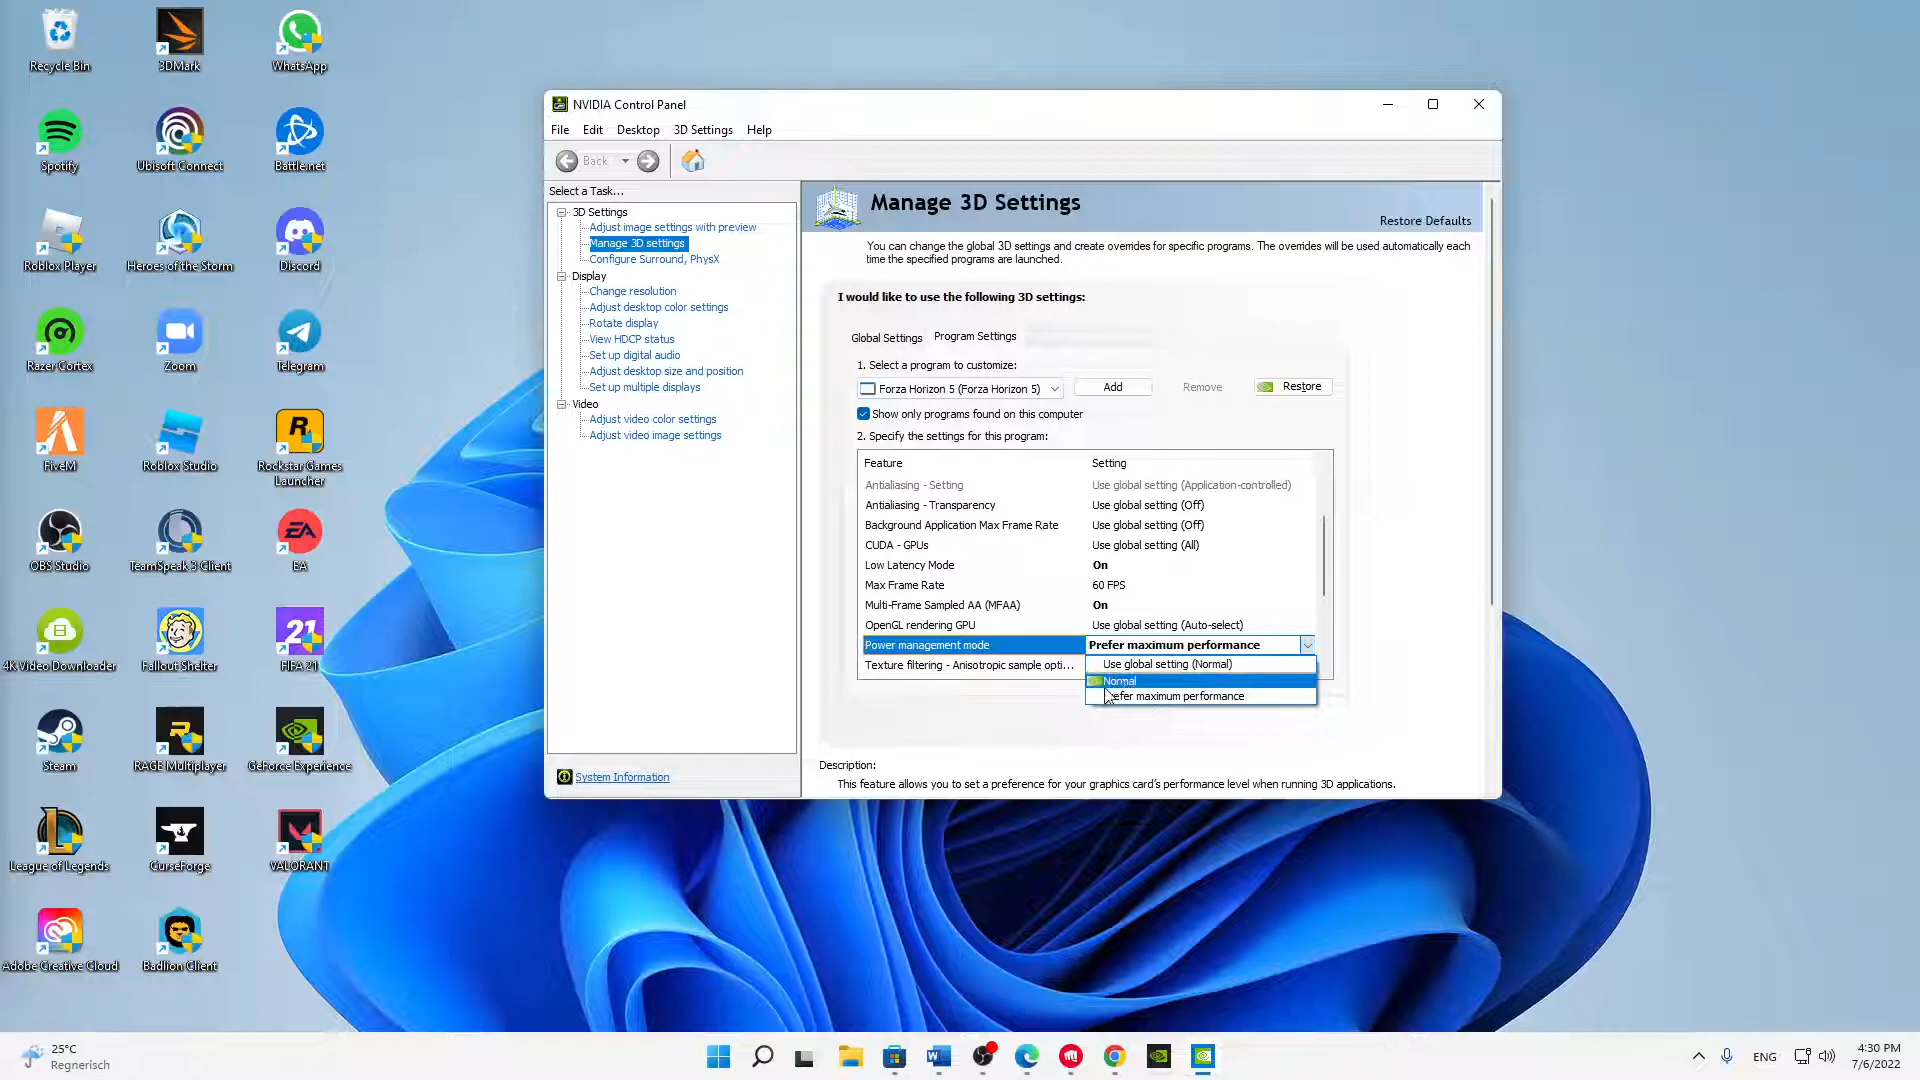 Recycle Bin
3DMark
WhatsApp
Spotify
Ubisoft Connect
Battle.net
Roblox Player
Heroes of the Storm
Discord
Razer Cortex
Zoom
Telegram
FiveM
Roblox Studio
Rockstar Games
Launcher
OBS Studio
TeamSpeak 3 Client
EA
4K Video Downloader
Fallout Shelter
21
FIFA 21
Steam
RAGE Multiplayer
GeForce Experience
League of Legends
CurseForge
VALORANT
Adobe Creative Cloud
Badlion Client
NVIDIA Control Panel
File Edit Desktop 3D Settings Help
Back
Select a Task...
3D Settings
Adjust image settings with preview
Manage 3D settings
Configure Surround, PhysX
Display
Change resolution
Adjust desktop color settings
Rotate display
View HDCP status
Set up digital audio
Adjust desktop size and position
Set up multiple displays
Video
Adjust video color settings
Adjust video image settings
System Information
Manage 3D Settings
Restore Defaults
You can change the global 3D settings and create overrides for specific programs. The overrides will be used automatically each
time the specified programs are launched.
I would like to use the following 3D settings:
Global Settings Program Settings
1. Select a program to customize:
Forza Horizon 5 (Forza Horizon 5) Add Remove Restore
Show only programs found on this computer
2. Specify the settings for this program:
Feature Setting
Antialiasing - Setting Use global setting (Application-controlled)
Antialiasing - Transparency Use global setting (Off)
Background Application Max Frame Rate Use global setting (Off)
CUDA - GPUs Use global setting (All)
Low Latency Mode On
Max Frame Rate 60 FPS
Multi-Frame Sampled AA (MFAA) On
OpenGL rendering GPU Use global setting (Auto-select)
Power management mode Prefer maximum performance
Texture filtering - Anisotropic sample opti... Use global setting (Normal)
Normal
Prefer maximum performance
Description:
This feature allows you to set a preference for your graphics card's performance level when running 3D applications.
25°C
Regnerisch
ENG
4:30 PM
7/6/2022